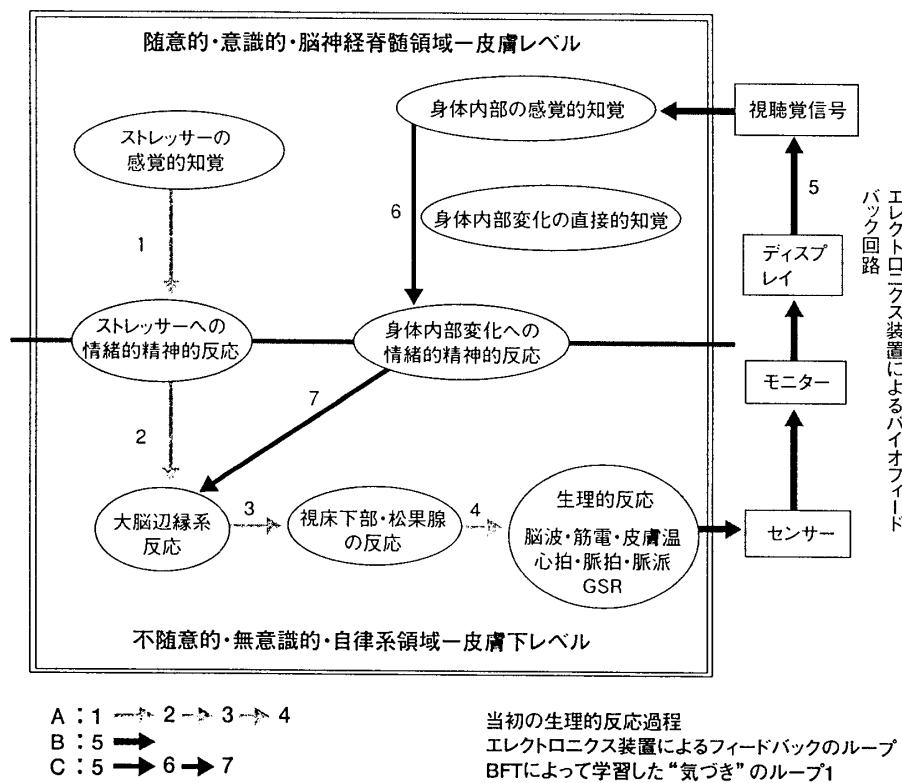 随意的・意識的・脳神経脊髄領域ー皮膚レベル
ストレッサーの
感覚的知覚
身体内部の感覚的知覚
視聴覚信号
1
6
身体内部変化の直接的知覚
5
ディスプ
レイ
ストレッサーへの
情緒的精神的反応
身体内部変化への
情緒的精神的反応
モニター
エレクトロニクス装置によるバイオフィード
バック回路
2
7
大脳辺縁系
反応
3
視床下部・松果腺
の反応
4
生理的反応
脳波・筋電・皮膚温
心拍・脈拍・脈派
GSR
センサー
不随意的・無意識的・自律系領域ー皮膚下レベル
A：1 → 2 → 3 → 4
当初の生理的反応過程
B：5 →
エレクトロニクス装置によるフィードバックのループ
C：5 → 6 → 7
BFTによって学習した“気づき”のループ1